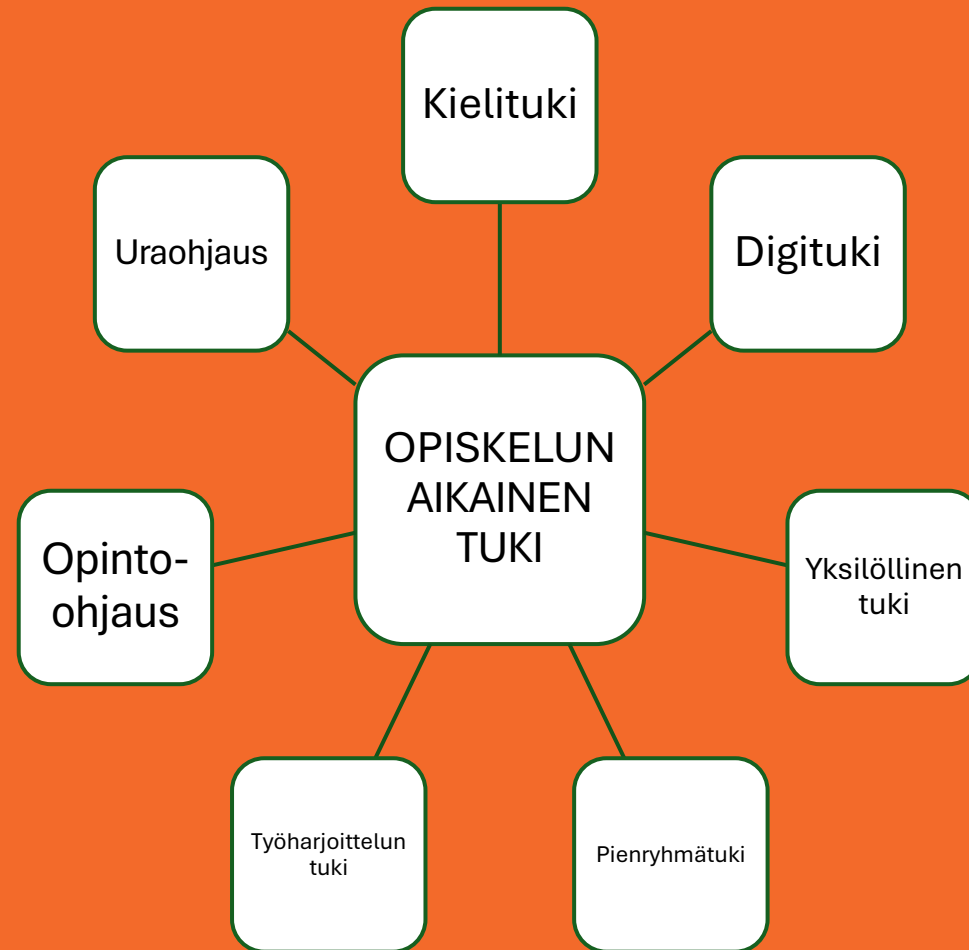 Kielituki
Uraohjaus
Digituki
OPISKELUN
AIKAINEN
TUKI
Opinto-
ohjaus
Yksilöllinen
tuki
Työharjoittelun
tuki
Pienryhmätuki